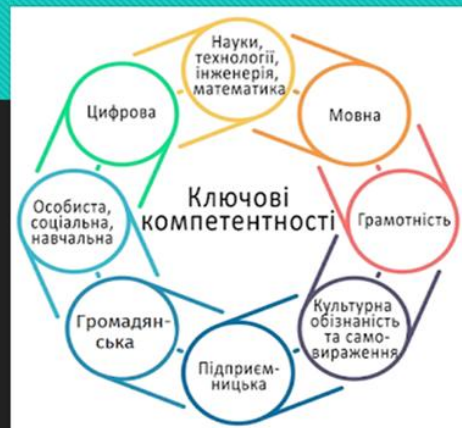 Науки,
технології,
інженерія,
математика
Мовна
Грамотність
Культурна
обізнаність
та само-
вираження
Підприєм-
ницька
Громадян-
ська
Особиста,
соціальна,
навчальна
Цифрова
Ключові
компетентності